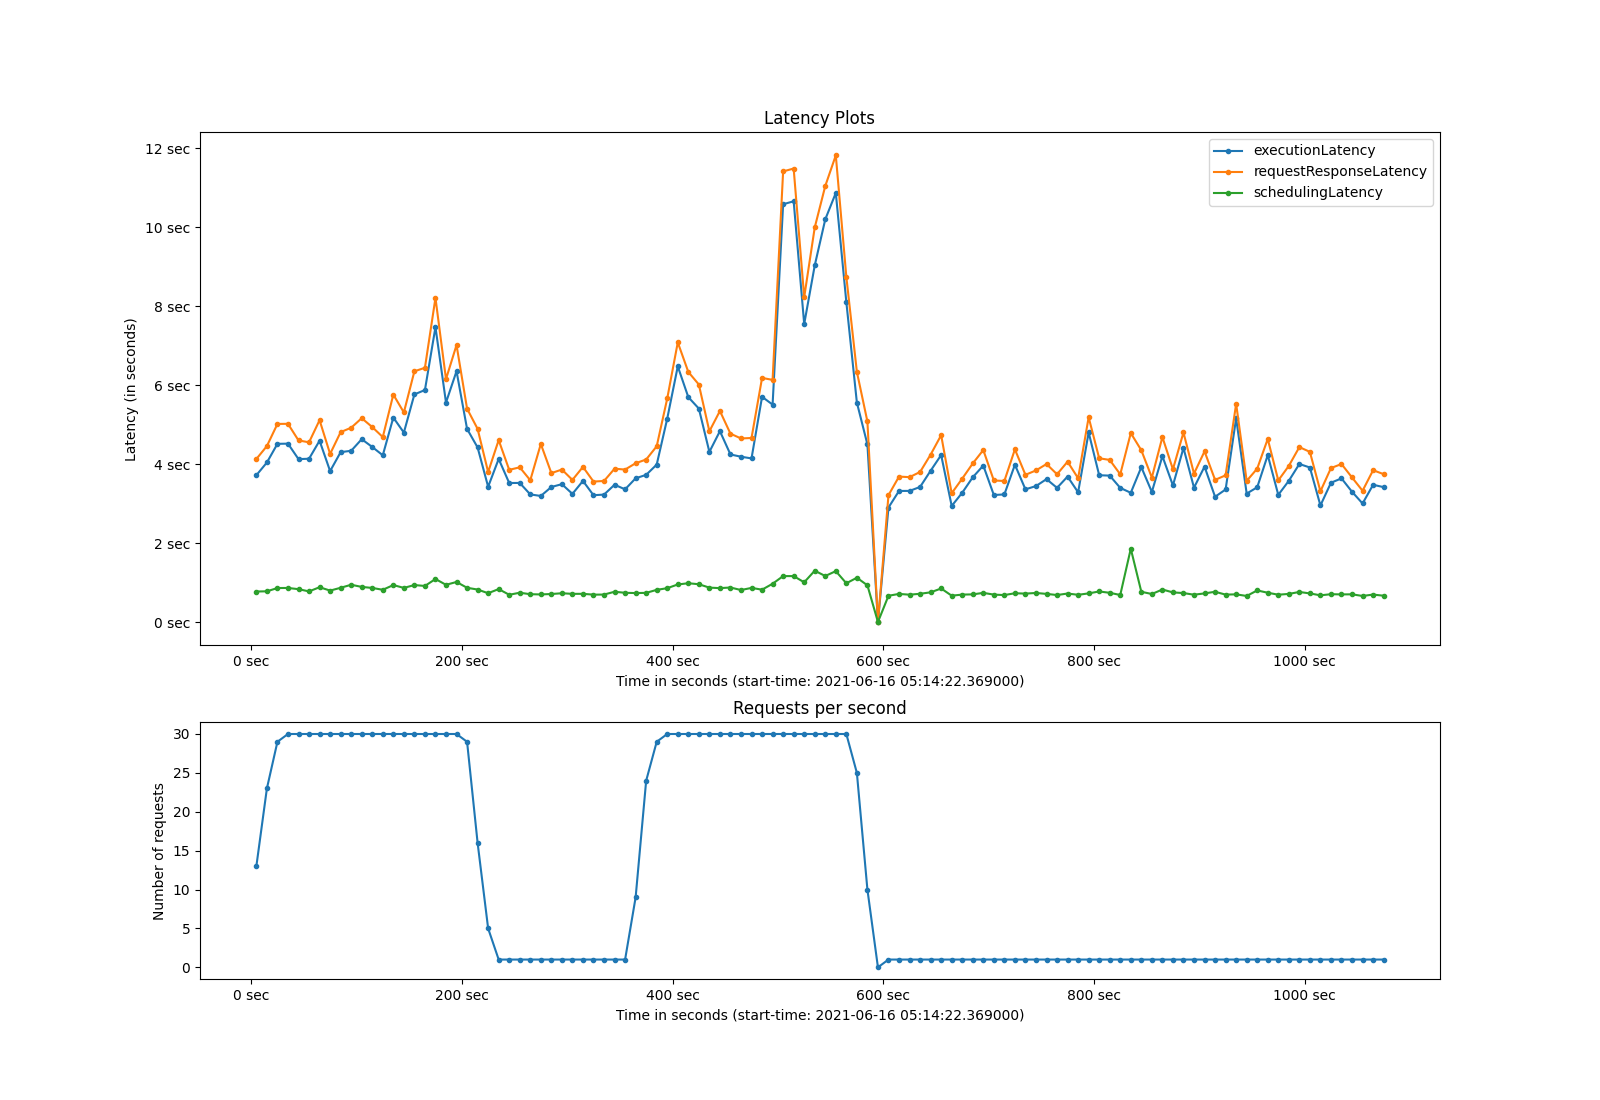 Latency Plots
12 sec
10 sec
8 sec
6 sec
4 sec
2 sec
0 sec
Latency (in seconds)
executionLatency
requestResponseLatency
schedulingLatency
0 sec 200 sec 400 sec 600 sec 800 sec 1000 sec
Time in seconds (start-time: 2021-06-16 05:14:22.369000)
Requests per second
30
25
20
15
10
5
0
Number of requests
0 sec 200 sec 400 sec 600 sec 800 sec 1000 sec
Time in seconds (start-time: 2021-06-16 05:14:22.369000)